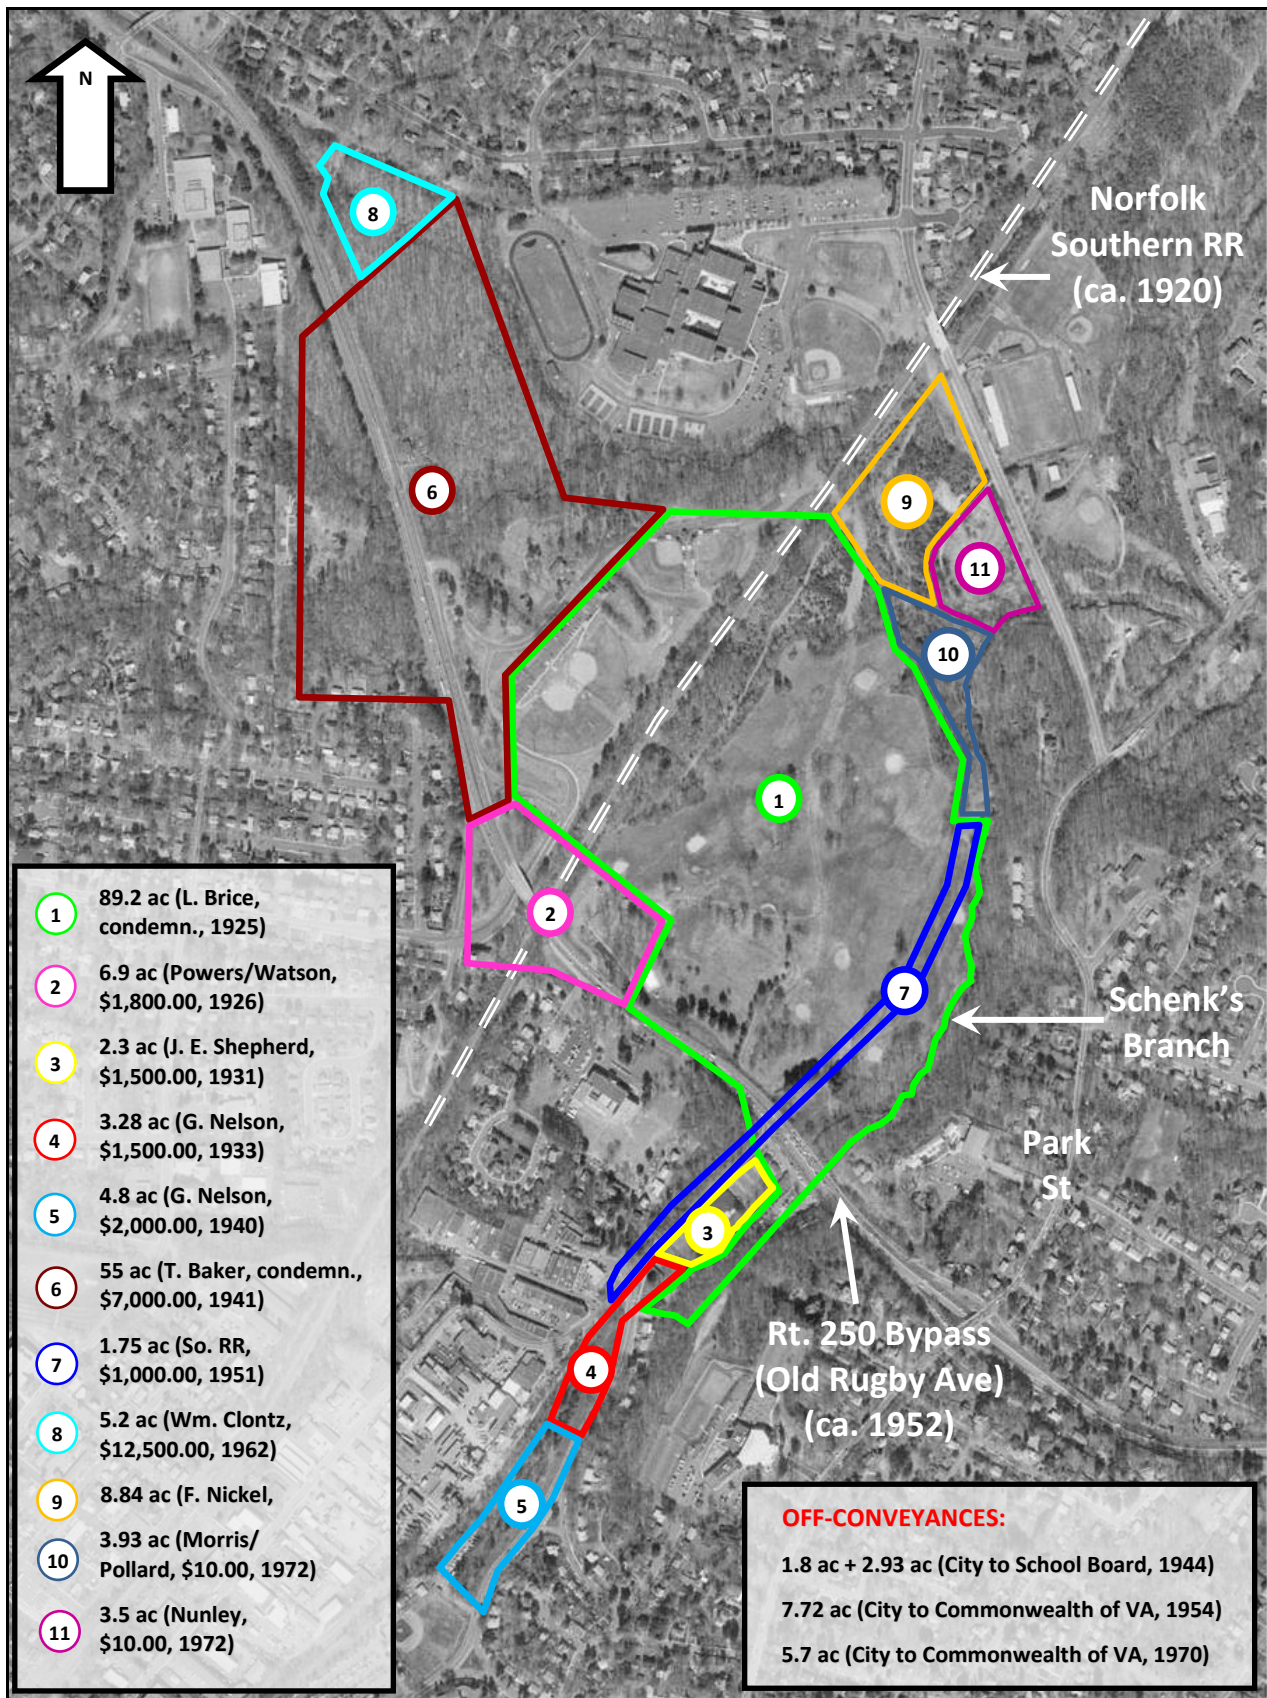 N
8
Norfolk
Southern RR
(ca. 1920)
6
9
11
10
1
2
7
Schenk's
Branch
Park
St
3
Rt. 250 Bypass
(Old Rugby Ave)
(ca. 1952)
4
5
1 89.2 ac (L. Brice,
condemn., 1925)
2 6.9 ac (Powers/Watson,
$1,800.00, 1926)
3 2.3 ac (J. E. Shepherd,
$1,500.00, 1931)
4 3.28 ac (G. Nelson,
$1,500.00, 1933)
5 4.8 ac (G. Nelson,
$2,000.00, 1940)
6 55 ac (T. Baker, condemn.,
$7,000.00, 1941)
7 1.75 ac (So. RR,
$1,000.00, 1951)
8 5.2 ac (Wm. Clontz,
$12,500.00, 1962)
9 8.84 ac (F. Nickel,
10 3.93 ac (Morris/
Pollard, $10.00, 1972)
11 3.5 ac (Nunley,
$10.00, 1972)
OFF-CONVEYANCES:
1.8 ac + 2.93 ac (City to School Board, 1944)
7.72 ac (City to Commonwealth of VA, 1954)
5.7 ac (City to Commonwealth of VA, 1970)